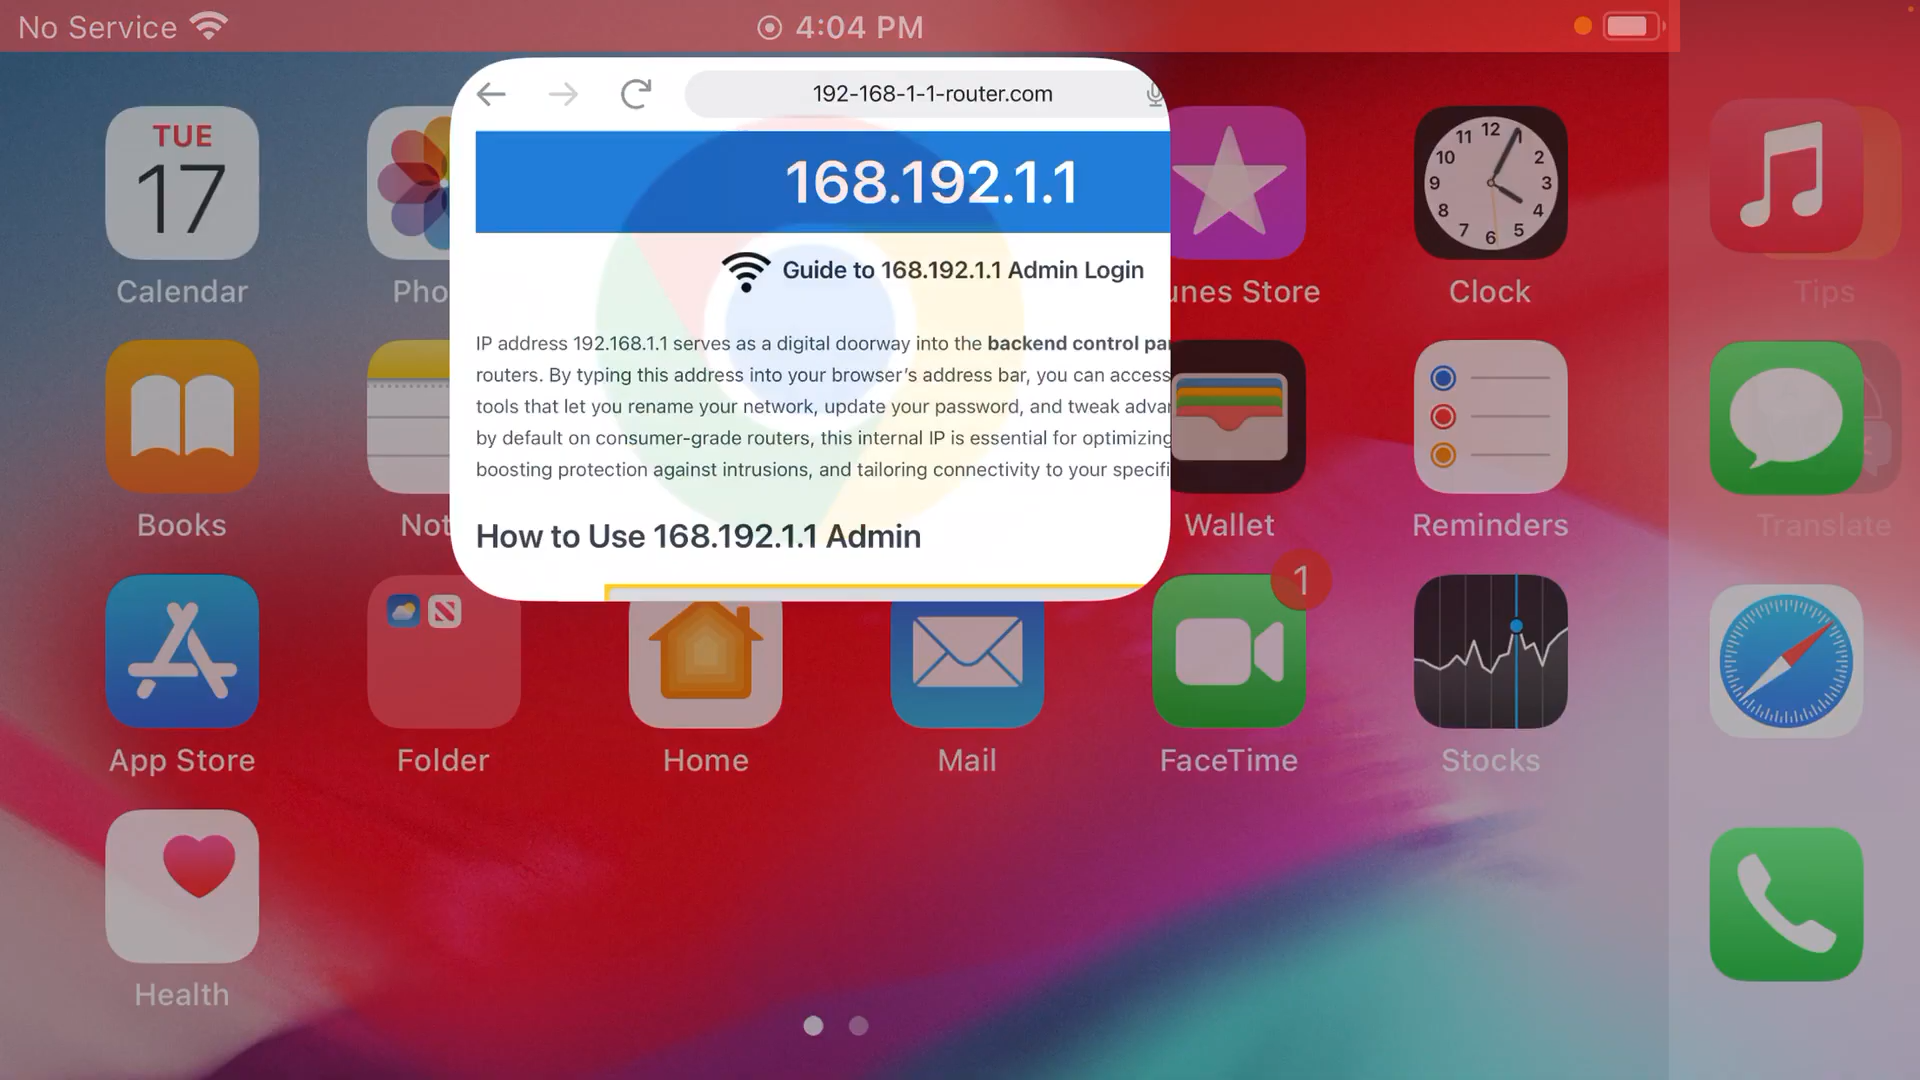 No Service
4:04 PM
192-168-1-1-router.com
168.192.1.1
Guide to 168.192.1.1 Admin Login
IP address 192.168.1.1 serves as a digital doorway into the backend control
routers. By typing this address into your browser's address bar, you can access
tools that let you rename your network, update your password, and tweak
by default on consumer-grade routers, this internal IP is essential for optimizing
boosting protection against intrusions, and tailoring connectivity to your
How to Use 168.192.1.1 Admin
TUE
17
11 12 1
10 2
9 3
8 4
7 6 5
Calendar
Pho
unes Store
Clock
Tips
Books
Not
Wallet
Reminders
Translate
1
App Store
Folder
Home
Mail
FaceTime
Stocks
Health